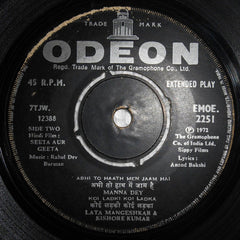 TRADE MARK
ODEON
Regd. Trade Mark of The Gramophone Co., Ltd.
45 R.P.M.
EXTENDED PLAY
7TJW.
12388
EMOE.
2251
SIDE TWO
Hindi Film:
SEETA AUR
GEETA
Music: Rahul Dev
Burman
℗ 1972
The Gramophone
Co. of India Ltd.
Sippy Films
Lyrics:
Anand Bakshi
ABHI TO HAATH MEN JAAM HAI
अभी तो हाथ में जाम है
MANNA DEY
KOI LADKI KOI LADKA
कोई लड़की कोई लड़का
LATA MANGESHKAR &
KISHORE KUMAR